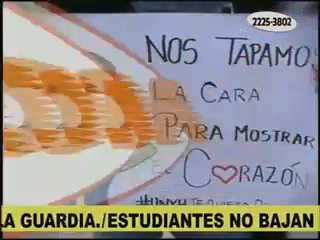 2225-3802
NOS TAPAMOS
LA CARA
PARA MOSTRAR
EL CORAZÓN
LA GUARDIA./ESTUDIANTES NO BAJAN